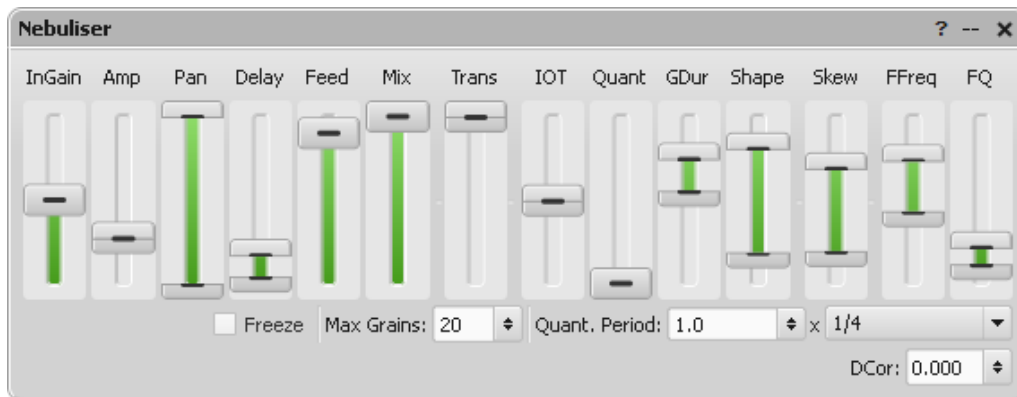 Nebuliser ? -- ×
InGain Amp Pan Delay Feed Mix Trans IOT Quant GDur Shape Skew FFreq FQ
Freeze Max Grains: 20 Quant. Period: 1.0 x 1/4
DCor: 0.000